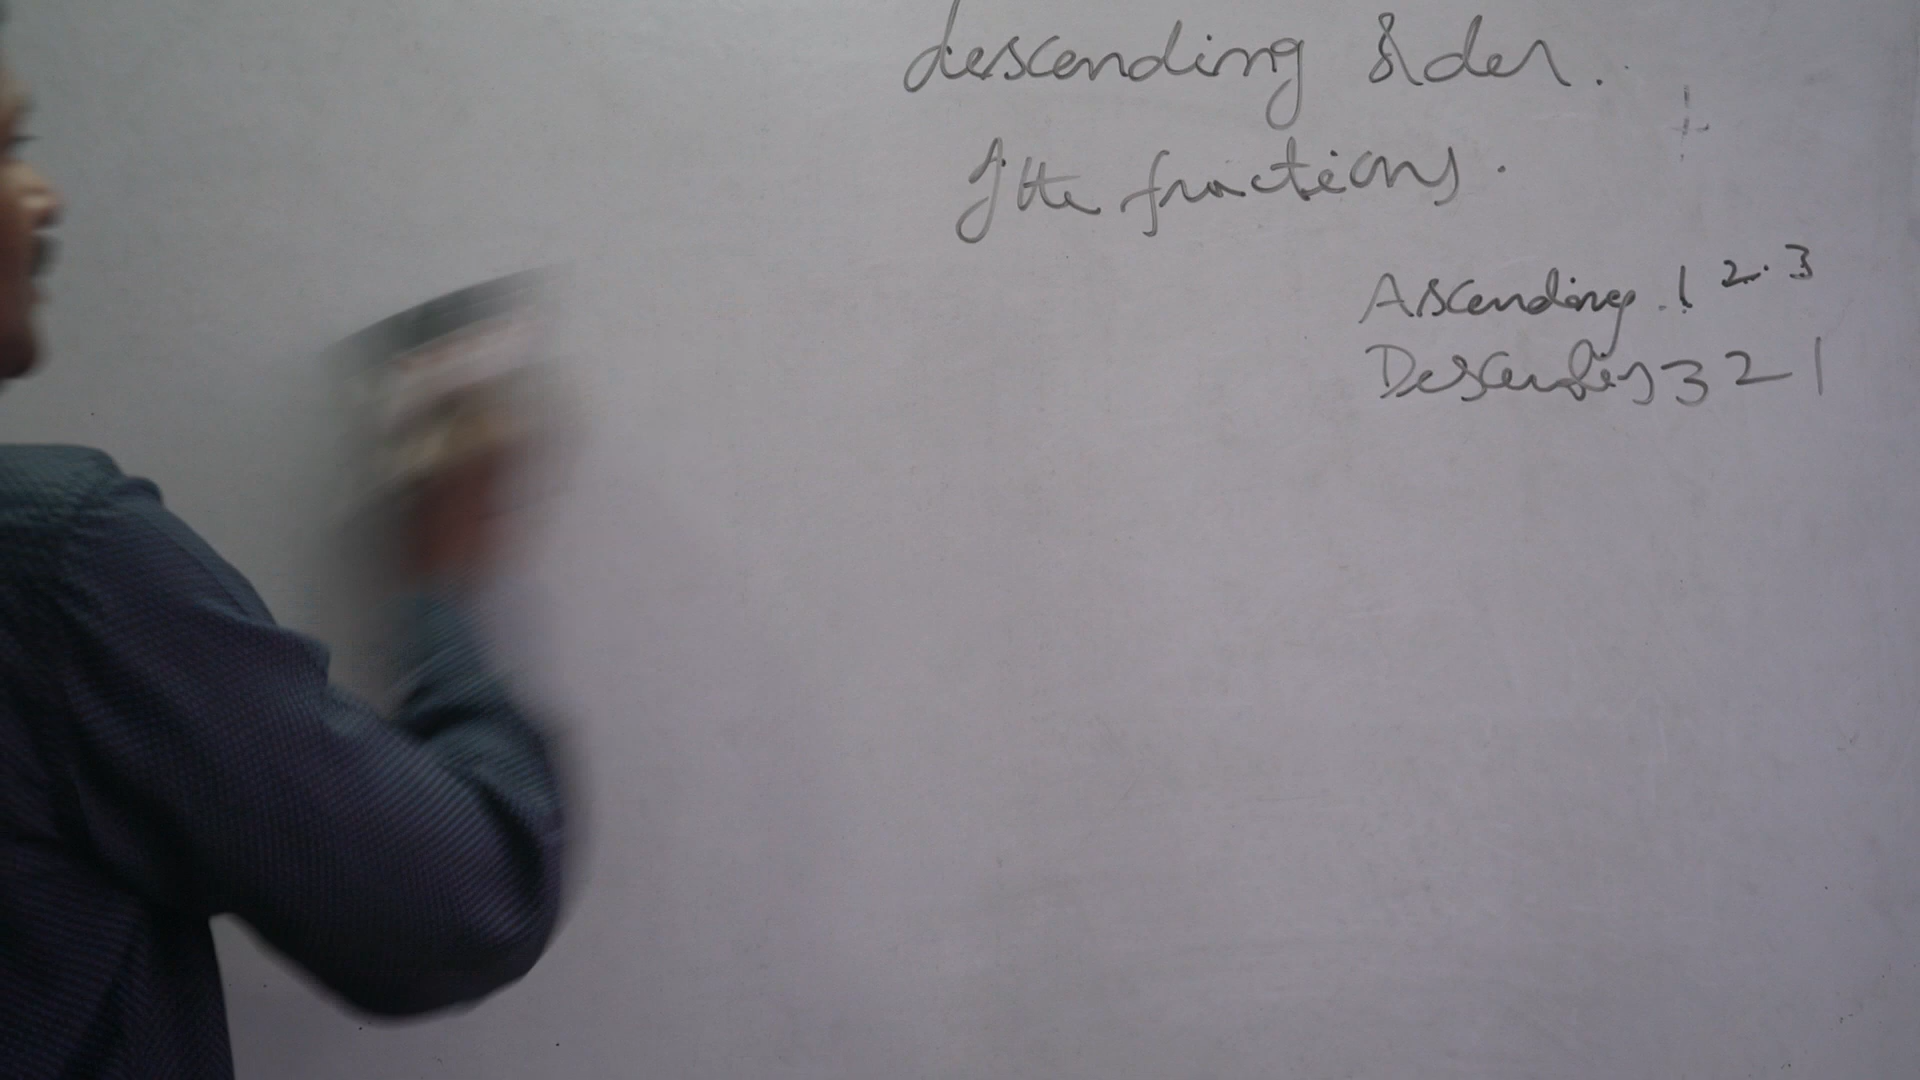 descending order.
of the fractions.
Ascending . 1 2. 3
Descending 3 2 1